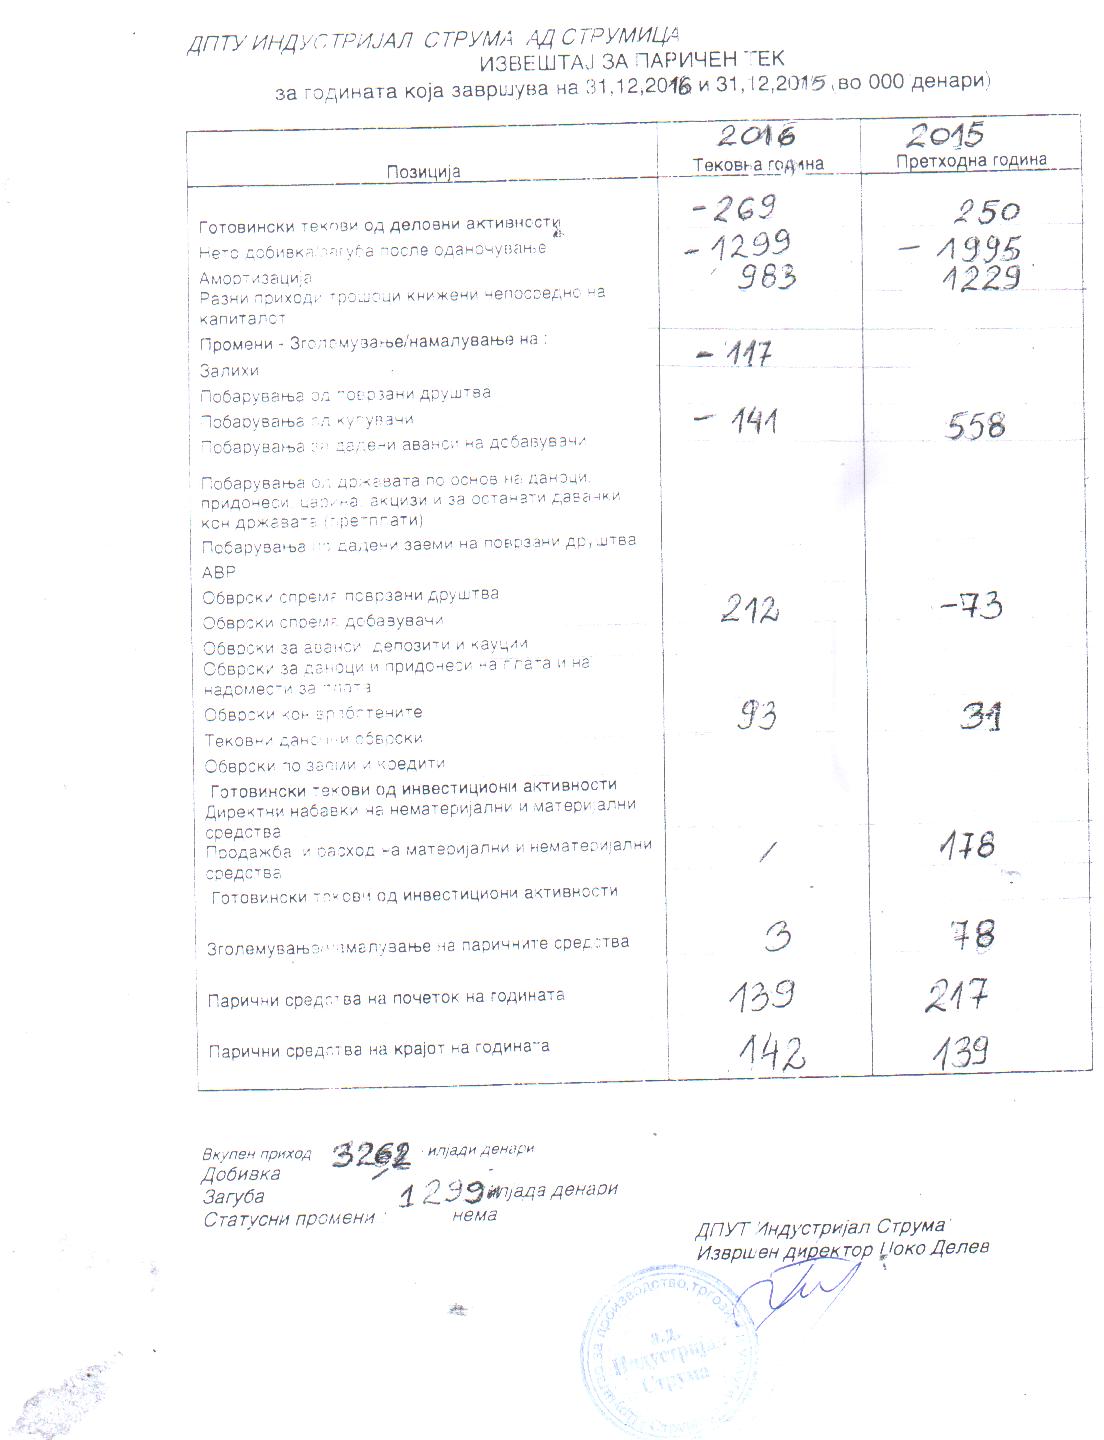 ДПТУ ИНДУСТРИЈАЛ СТРУМА АД СТРУМИЦА
ИЗВЕШТАЈ ЗА ПАРИЧЕН ТЕК
за годината која завршува на 31,12,2016 и 31,12,2015 (во 000 денари)
2016 2015
Позиција Тековна година Претходна година
Готовински текови од деловни активности -269 250
Нето добивка/загуба после оданочување -1299 -1995
Амортизација 983 1229
Разни приходи трошоци книжени непосредно на
капиталот
Промени - Зголемување/намалување на :
Залихи -117
Побарувања од поврзани друштва
Побарувања од купувачи -141 558
Побарувања за дадени аванси на добавувачи
Побарувања од државата по основ на даноци,
придонеси, царина, акцизи и за останати давачки
кон државата (претплати)
Побарувања по дадени заеми на поврзани друштва
АВР
Обврски спрема поврзани друштва
Обврски спрема добавувачи 212 -73
Обврски за аванси, депозити и кауции
Обврски за даноци и придонеси на плата и на
надомести за плата
Обврски кон вработените 93 31
Тековни даночни обврски
Обврски по заеми и кредити
Готовински текови од инвестициони активности
Директни набавки на нематеријални и материјални
средства
Продажба и расход на материјални и нематеријални / 178
средства
Готовински текови од инвестициони активности
Зголемување/намалување на паричните средства 3 78
Парични средства на почеток на годината 139 217
Парични средства на крајот на годината 142 139
Вкупен приход 3262 илјади денари
Добивка /
Загуба 1299 илјада денари
Статусни промени : нема
ДПУТ "Индустријал Струма"
Извршен директор Цоко Делев
а.д.
Индустријал
Струма